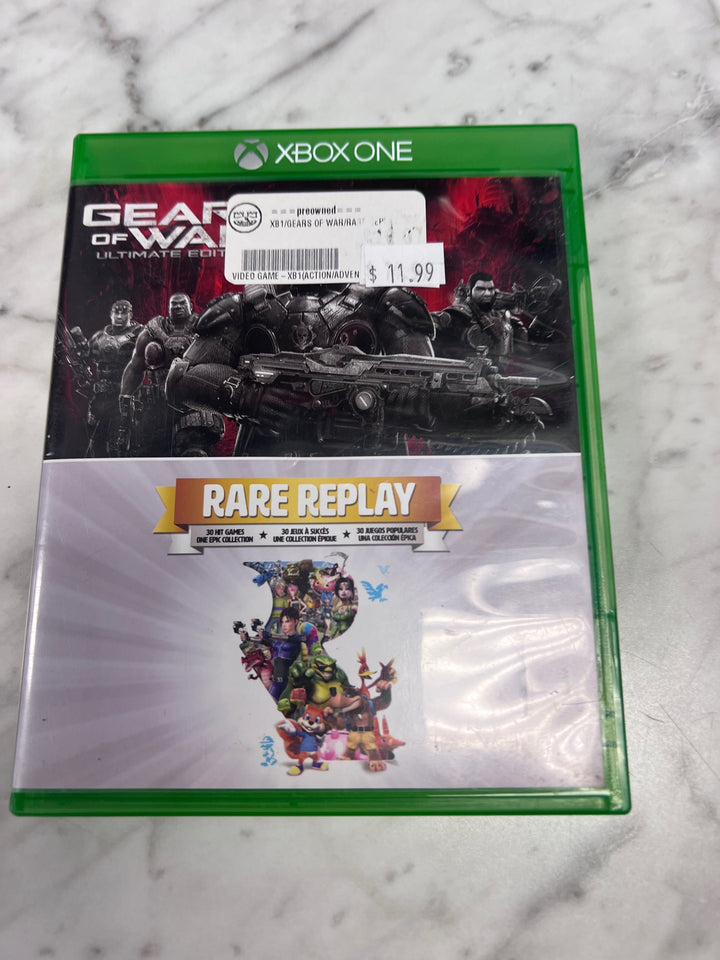 XBOX ONE
GEAR
OF WA
ULTIMATE EDIT
preowned
XB1/GEARS OF WAR/RA
VIDEO GAME - XB1(ACTION/ADVEN
$ 11.99
RARE REPLAY
30 HIT GAMES
ONE EPIC COLLECTION
★
30 JEUX À SUCCÈS
UNE COLLECTION ÉPIQUE
★
30 JUEGOS POPULARES
UNA COLECCIÓN ÉPICA